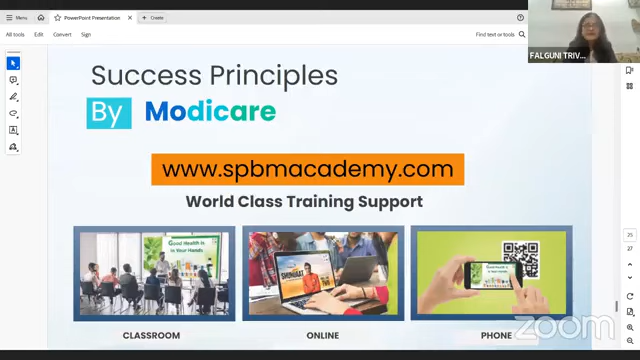 Menu
PowerPoint Presentation
Create
All tools
Edit
Convert
Sign
Find text or tools
FALGUNI TRIV...
Success Principles
By Modicare
www.spbmacademy.com
World Class Training Support
Good Health is
in Your Hands
SHURUAAT
CLASSROOM
ONLINE
PHONE
25
27
zoom